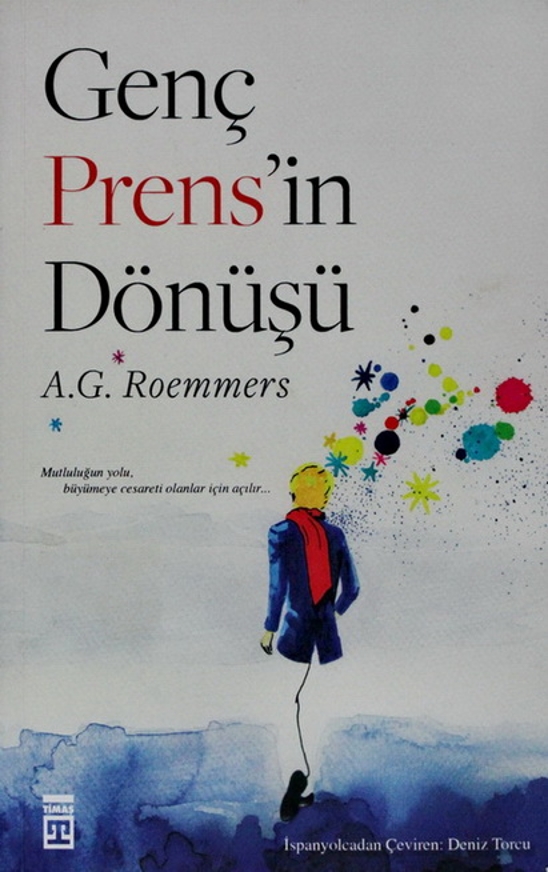 Genç
Prens'in
Dönüşü
A.G. Roemmers
Mutluluğun yolu,
büyümeye cesareti olanlar için açılır...
TİMAŞ
İspanyolcadan Çeviren: Deniz Torcu